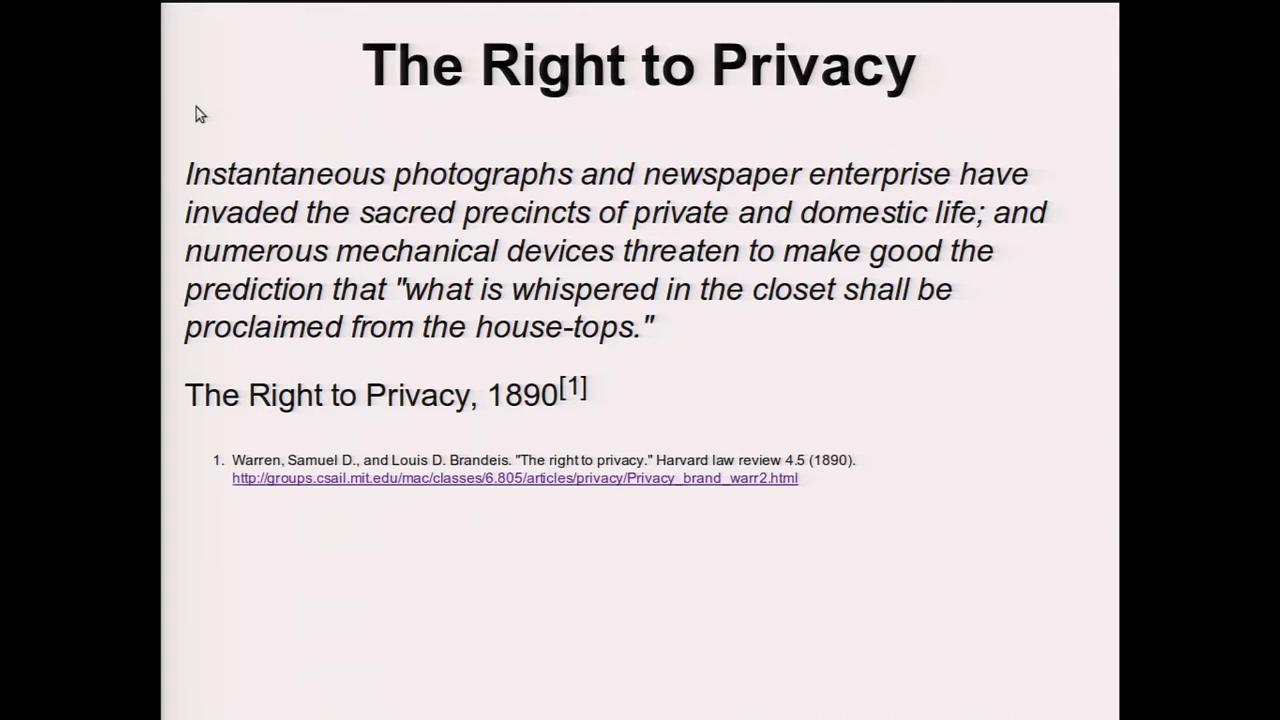 The Right to Privacy
Instantaneous photographs and newspaper enterprise have
invaded the sacred precincts of private and domestic life; and
numerous mechanical devices threaten to make good the
prediction that "what is whispered in the closet shall be
proclaimed from the house-tops."
The Right to Privacy, 1890[1]
1. Warren, Samuel D., and Louis D. Brandeis. "The right to privacy." Harvard law review 4.5 (1890).
http://groups.csail.mit.edu/mac/classes/6.805/articles/privacy/Privacy_brand_warr2.html